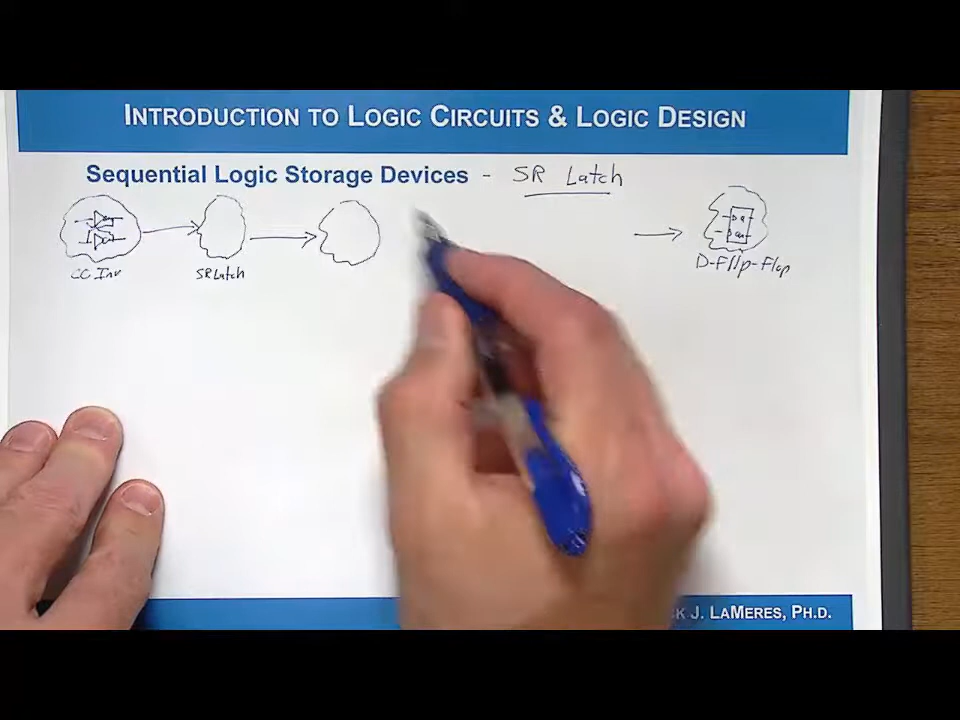 INTRODUCTION TO LOGIC CIRCUITS & LOGIC DESIGN
Sequential Logic Storage Devices - SR Latch
D Q
Qn
CC Inv
SR Latch
D-Flip-Flop
J. LAMERES, PH.D.